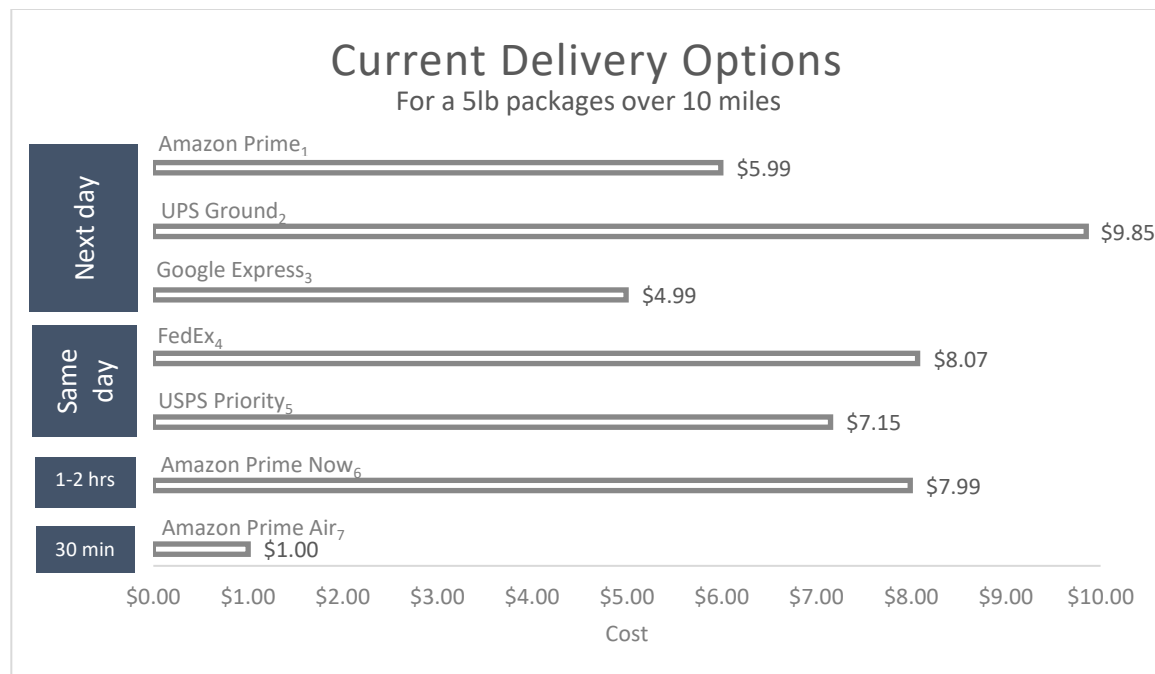 Current Delivery Options
For a 5lb packages over 10 miles
Next day
Amazon Prime1
$5.99
UPS Ground2
$9.85
Google Express3
$4.99
Same
day
FedEx4
$8.07
USPS Priority5
$7.15
1-2 hrs
Amazon Prime Now6
$7.99
30 min
Amazon Prime Air7
$1.00
$0.00 $1.00 $2.00 $3.00 $4.00 $5.00 $6.00 $7.00 $8.00 $9.00 $10.00
Cost